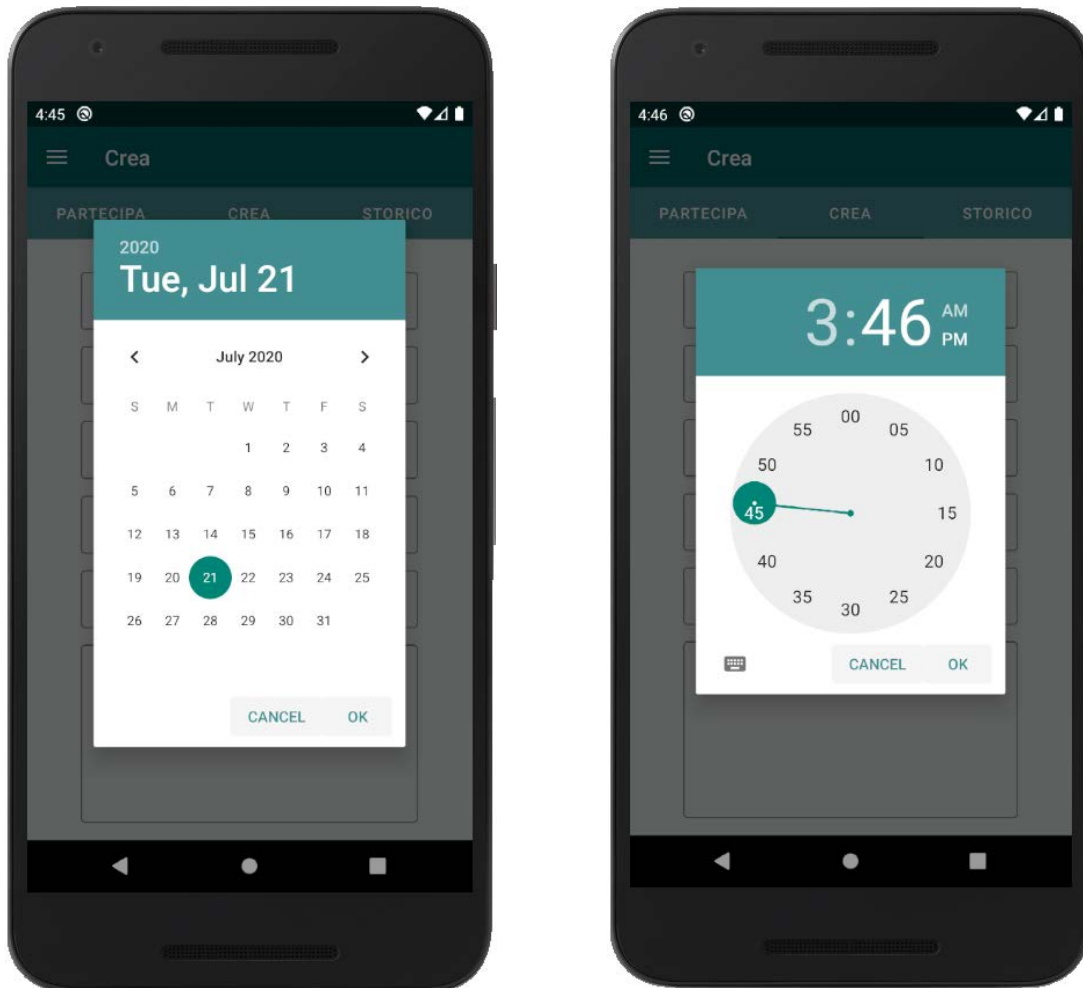 4:45
Crea
PARTECIPA CREA STORICO
2020
Tue, Jul 21
July 2020
S M T W T F S
1 2 3 4
5 6 7 8 9 10 11
12 13 14 15 16 17 18
19 20 21 22 23 24 25
26 27 28 29 30 31
CANCEL OK
4:46
Crea
PARTECIPA CREA STORICO
3:46 AM
PM
00
55 05
50 10
45 15
40 20
35 25
30
CANCEL OK